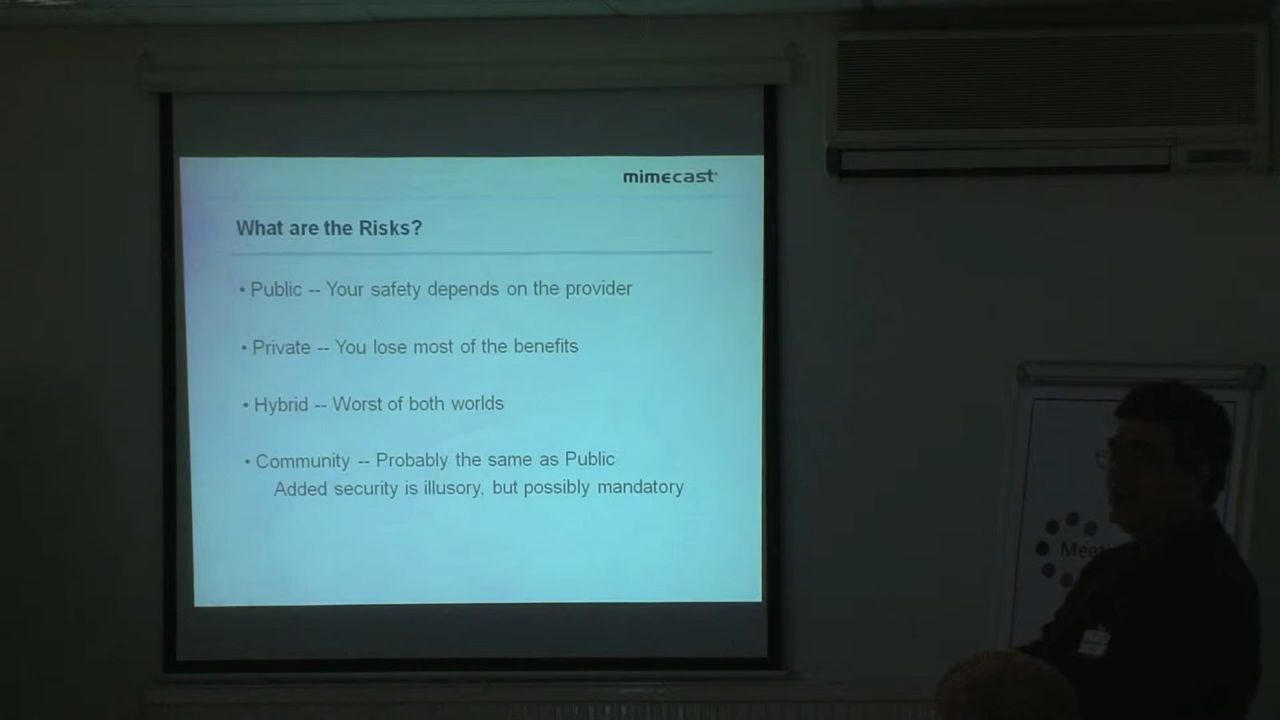 mimecast
What are the Risks?
• Public -- Your safety depends on the provider
• Private -- You lose most of the benefits
• Hybrid -- Worst of both worlds
• Community -- Probably the same as Public
Added security is illusory, but possibly mandatory